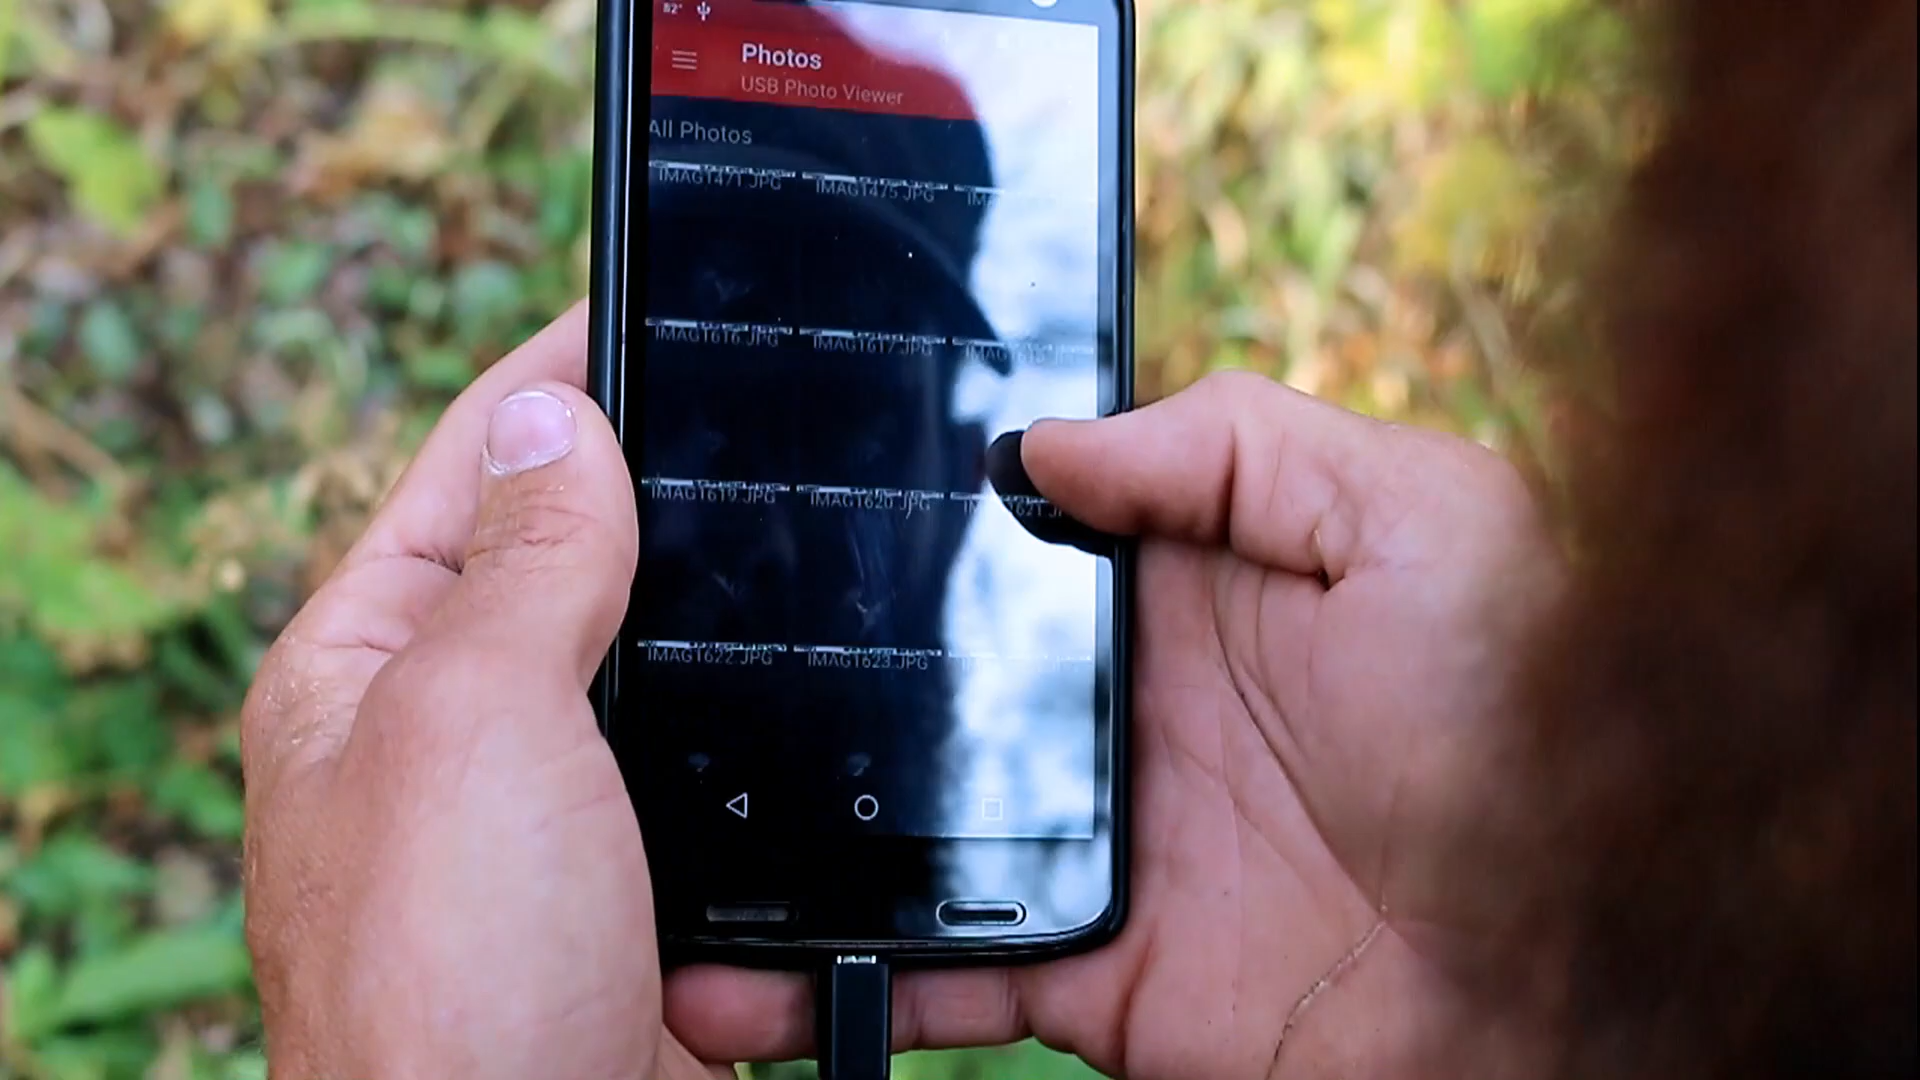 82°
Photos
USB Photo Viewer
All Photos
IMAG1471.JPG IMAG1475.JPG
IMAG1616.JPG IMAG1617.JPG
IMAG1619.JPG IMAG1620.JPG
IMAG1622.JPG IMAG1623.JPG